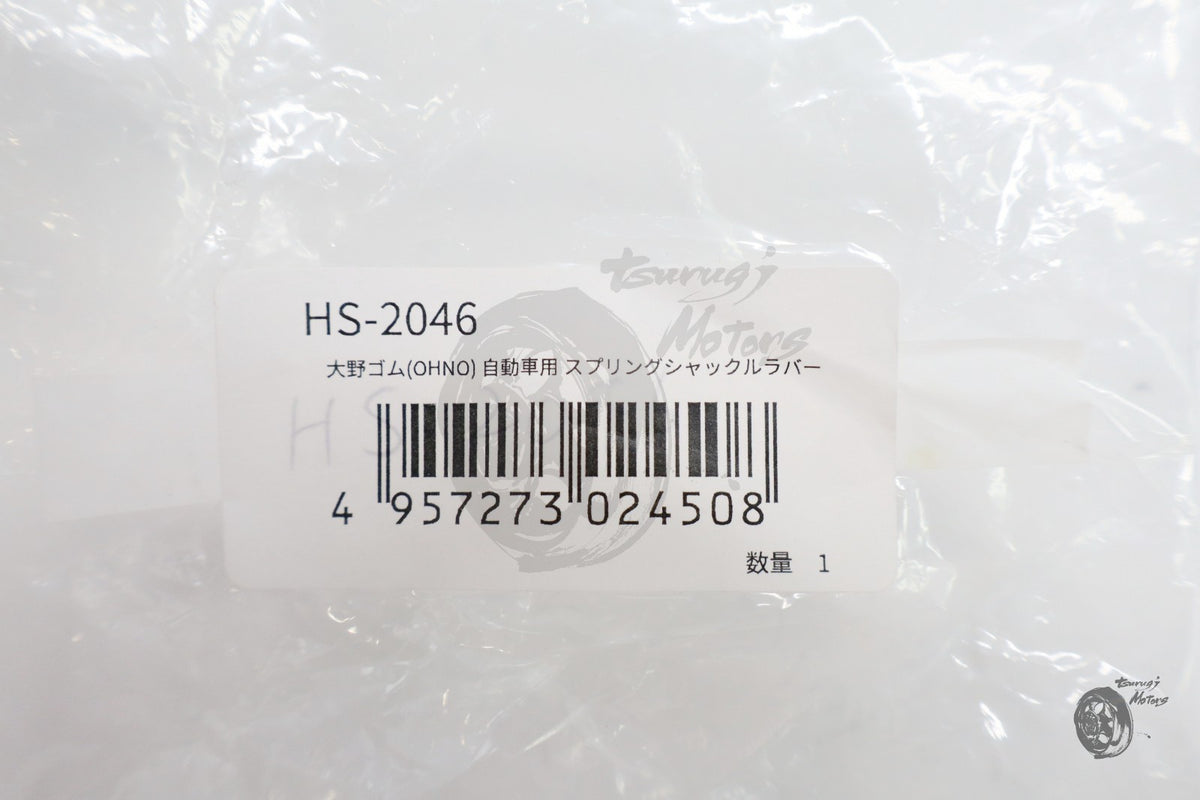 tsurugi
Motors
HS-2046
大野ゴム(OHNO) 自動車用 スプリングシャックルラバー
HS
4 957273 024508
数量 1
tsurugi
Motors